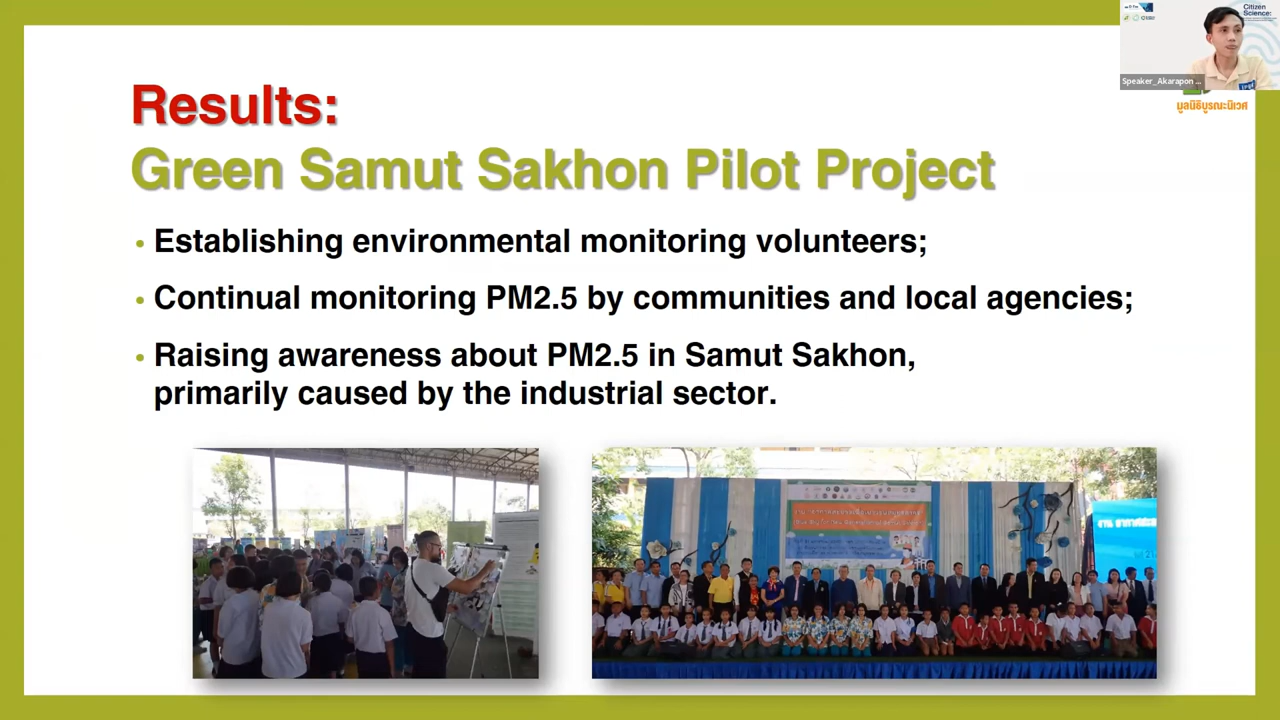 Citizen
Science:
Speaker_Akarapon ...
มูลนิธิบูรณะนิเวศ
Results:
Green Samut Sakhon Pilot Project
• Establishing environmental monitoring volunteers;
• Continual monitoring PM2.5 by communities and local agencies;
• Raising awareness about PM2.5 in Samut Sakhon,
primarily caused by the industrial sector.